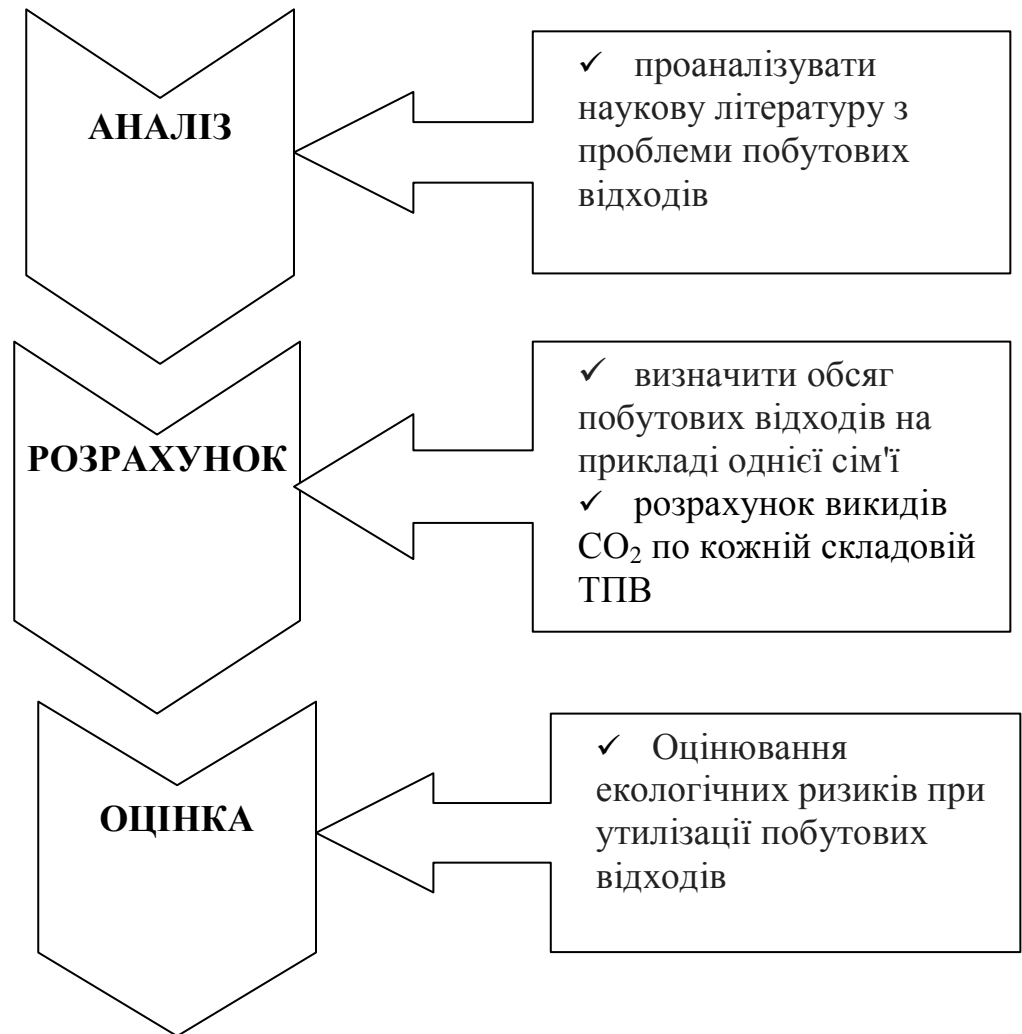 АНАЛІЗ
✓ проаналізувати
наукову літературу з
проблеми побутових
відходів
РОЗРАХУНОК
✓ визначити обсяг
побутових відходів на
прикладі однієї сім'ї
✓ розрахунок викидів
CO₂ по кожній складовій
ТПВ
ОЦІНКА
✓ Оцінювання
екологічних ризиків при
утилізації побутових
відходів